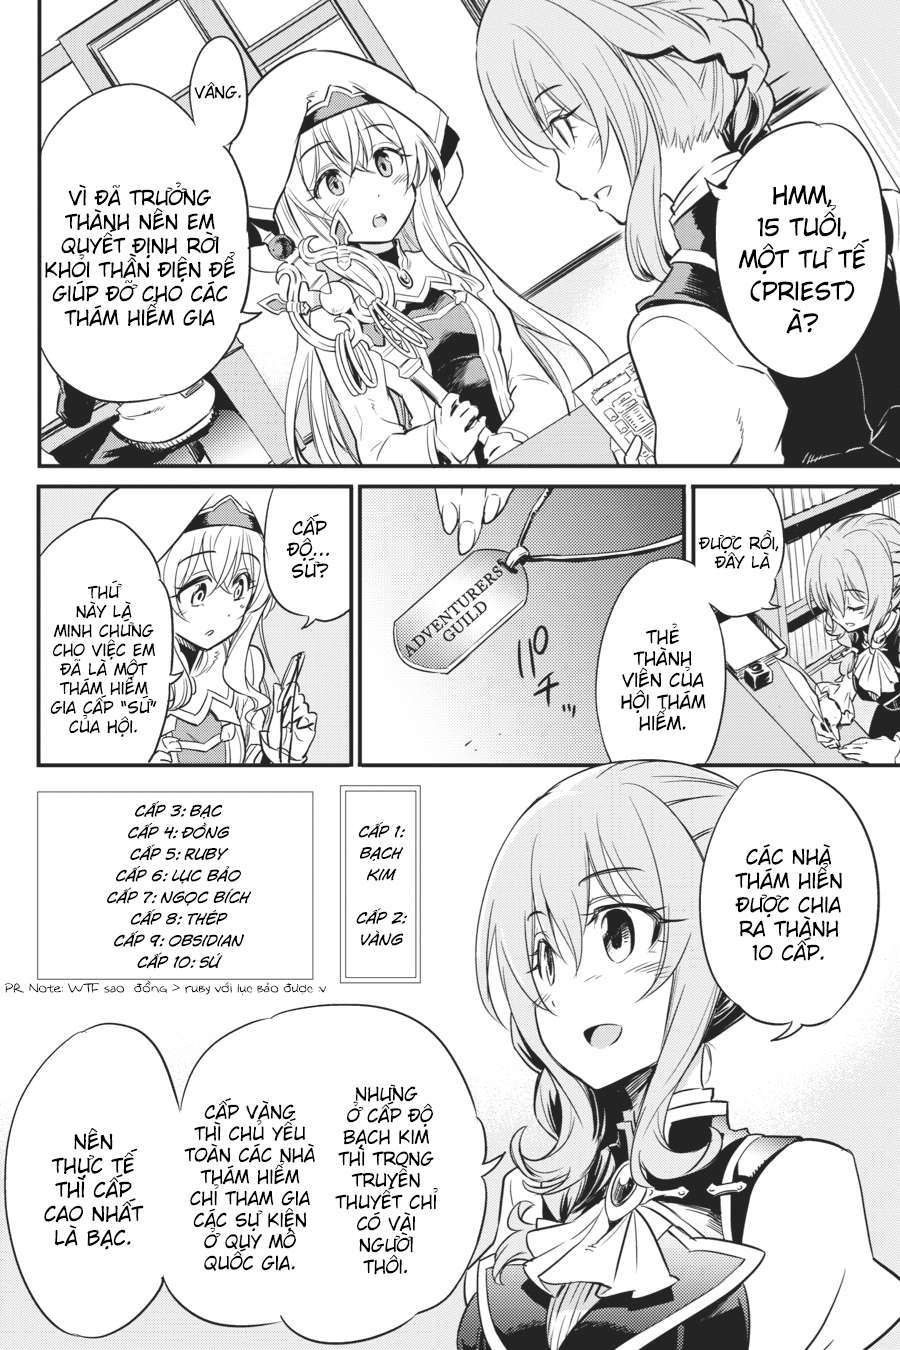 HMM,
15 TUỔI,
MỘT TƯ TẾ
(PRIEST)
À?
VÂNG.
VÌ ĐÃ TRƯỞNG
THÀNH NÊN EM
QUYẾT ĐỊNH RỜI
KHỎI THẦN ĐIỆN ĐỂ
GIÚP ĐỠ CHO CÁC
THÁM HIỂM GIA
ĐƯỢC RỒI,
ĐÂY LÀ
THẺ
THÀNH
VIÊN CỦA
HỘI THÁM
HIỂM.
ADVENTURERS
GUILD
CẤP
ĐỘ...
SỨ?
THỨ
NÀY LÀ
MINH CHỨNG
CHO VIỆC EM
ĐÃ LÀ MỘT
THÁM HIỂM
GIA CẤP “SỨ”
CỦA HỘI.
CÁC NHÀ
THÁM HIỂN
ĐƯỢC CHIA
RA THÀNH
10 CẤP.
CẤP 1:
BẠCH
KIM
CẤP 2:
VÀNG
CẤP 3: BẠC
CẤP 4: ĐỒNG
CẤP 5: RUBY
CẤP 6: LỤC BẢO
CẤP 7: NGỌC BÍCH
CẤP 8: THÉP
CẤP 9: OBSIDIAN
CẤP 10: SỨ
PR Note: WTF sao đồng > ruby với lục bảo được :v
NHƯNG
Ở CẤP ĐỘ
BẠCH KIM
THÌ TRONG
TRUYỀN
THUYẾT CHỈ
CÓ VÀI
NGƯỜI
THÔI.
CẤP VÀNG
THÌ CHỦ YẾU
TOÀN CÁC NHÀ
THÁM HIỂM
CHỈ THAM GIA
CÁC SỰ KIỆN
Ở QUY MÔ
QUỐC GIA.
NÊN
THỰC TẾ
THÌ CẤP
CAO NHẤT
LÀ BẠC.